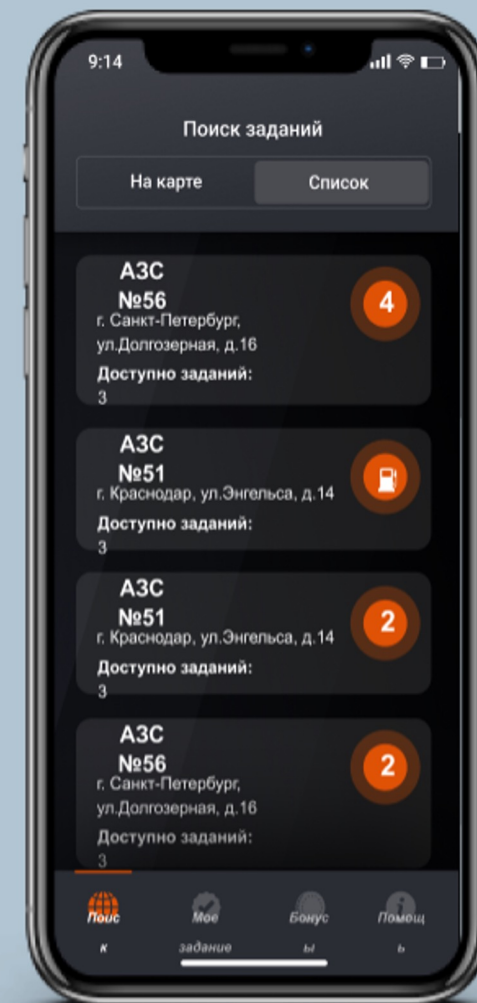 9:14
Поиск заданий
На карте
Список
АЗС
№56
4
г. Санкт-Петербург,
ул.Долгозерная, д.16
Доступно заданий:
3
АЗС
№51
г. Краснодар, ул.Энгельса, д.14
Доступно заданий:
3
АЗС
№51
2
г. Краснодар, ул.Энгельса, д.14
Доступно заданий:
3
АЗС
№56
2
г. Санкт-Петербург,
ул.Долгозерная, д.16
Доступно заданий:
3
Поис
к
Мое
задание
Бонус
ы
Помощ
ь